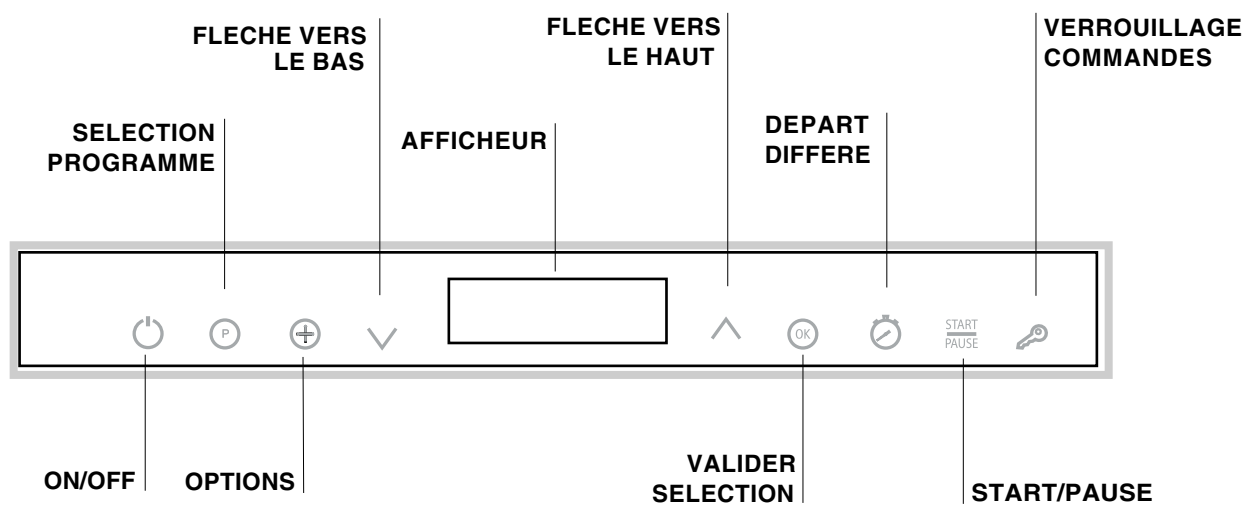 FLECHE VERS
LE BAS
FLECHE VERS
LE HAUT
VERROUILLAGE
COMMANDES
SELECTION
PROGRAMME
AFFICHEUR
DEPART
DIFFERE
P
OK
START
PAUSE
ON/OFF
OPTIONS
VALIDER
SELECTION
START/PAUSE